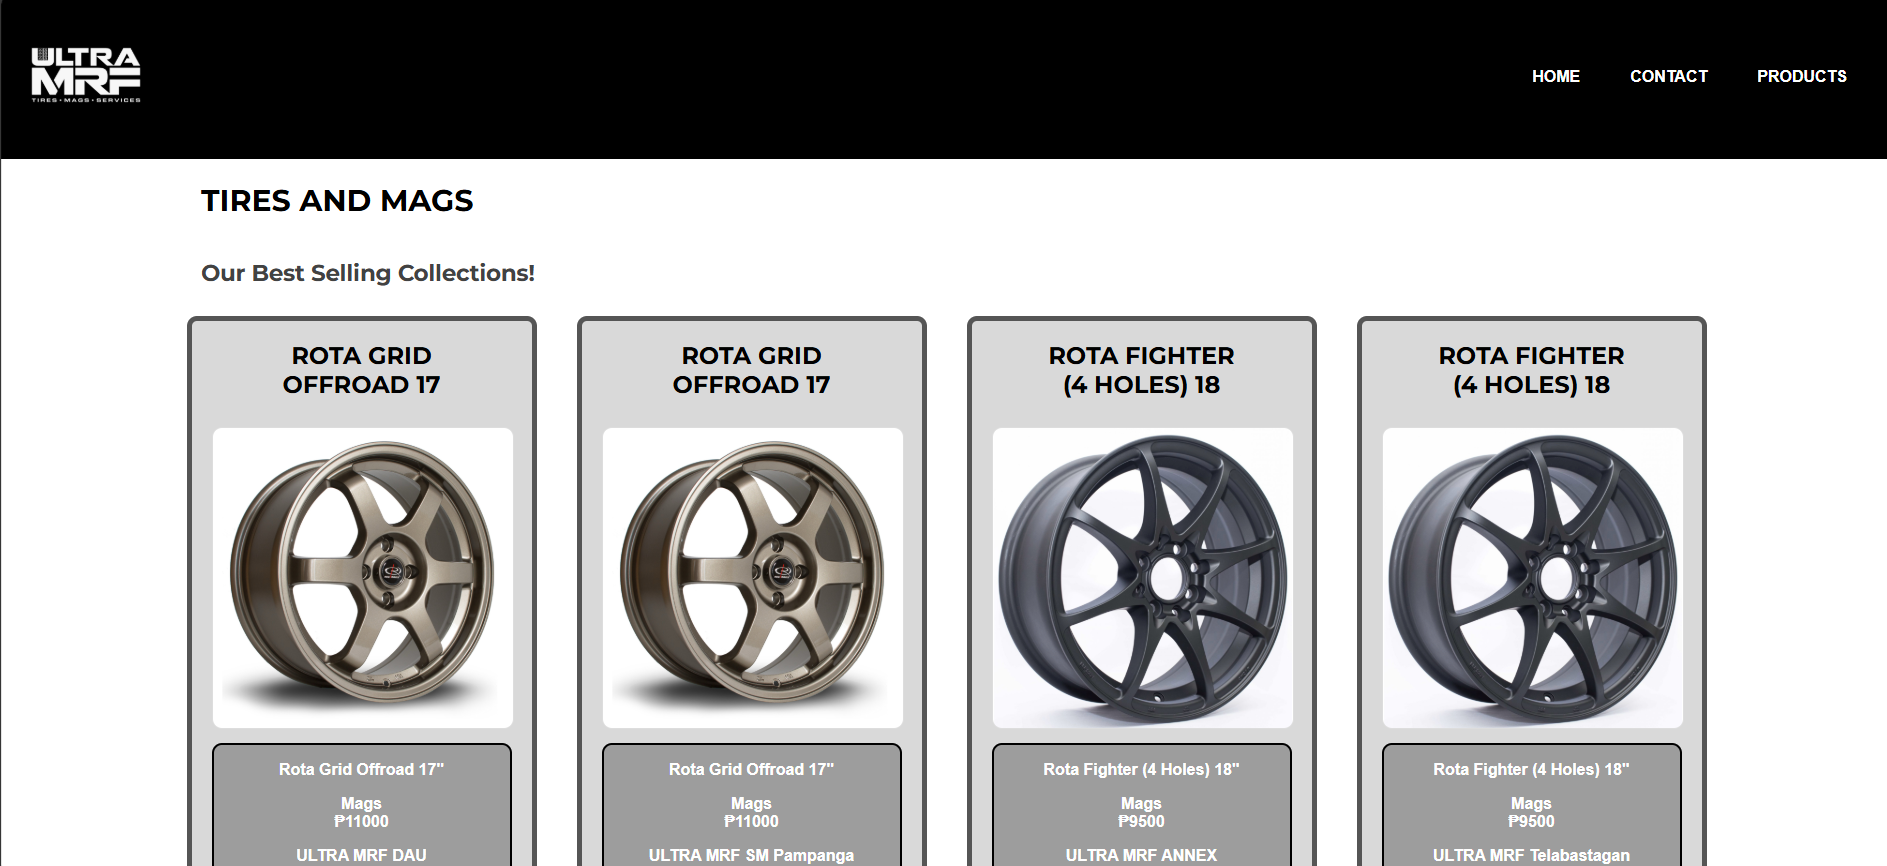 ULTRA
MRF
TIRES • MAGS • SERVICES
HOME
CONTACT
PRODUCTS
TIRES AND MAGS
Our Best Selling Collections!
ROTA GRID
OFFROAD 17
Rota Grid Offroad 17"
Mags
₱11000
ULTRA MRF DAU
ROTA GRID
OFFROAD 17
Rota Grid Offroad 17"
Mags
₱11000
ULTRA MRF SM Pampanga
ROTA FIGHTER
(4 HOLES) 18
Rota Fighter (4 Holes) 18"
Mags
₱9500
ULTRA MRF ANNEX
ROTA FIGHTER
(4 HOLES) 18
Rota Fighter (4 Holes) 18"
Mags
₱9500
ULTRA MRF Telabastagan